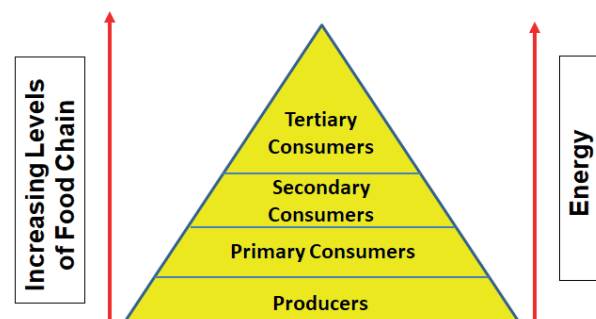 Increasing Levels
of Food Chain
Tertiary
Consumers
Secondary
Consumers
Primary Consumers
Producers
Energy